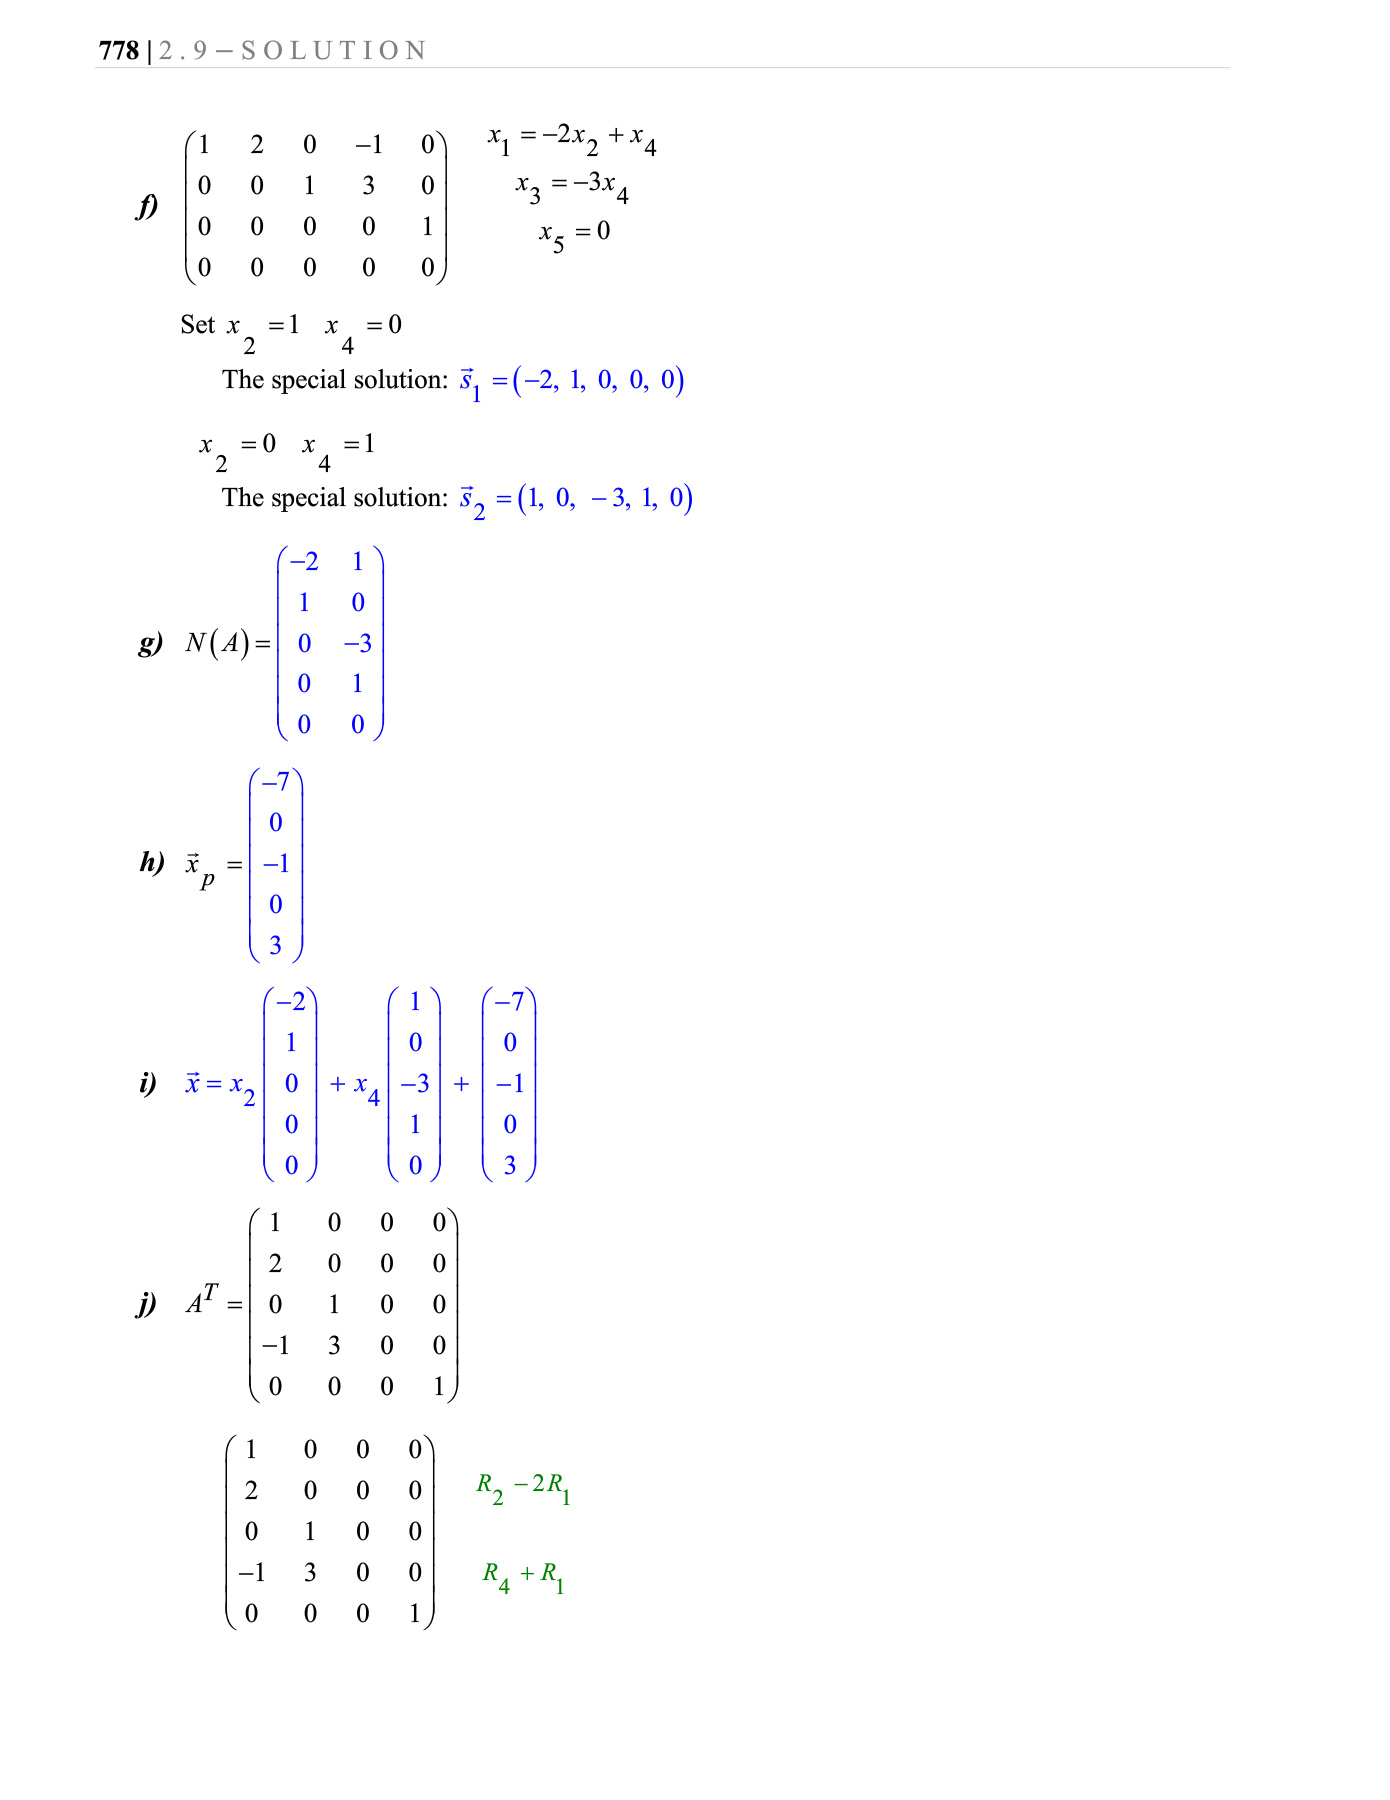 778 | 2.9 – SOLUTION
f) \begin{pmatrix} 1 & 2 & 0 & -1 & 0 \\ 0 & 0 & 1 & 3 & 0 \\ 0 & 0 & 0 & 0 & 1 \\ 0 & 0 & 0 & 0 & 0 \end{pmatrix} \quad \begin{matrix} x_1 = -2x_2 + x_4 \\ x_3 = -3x_4 \\ x_5 = 0 \end{matrix}
Set x_2 = 1 x_4 = 0
The special solution: \vec{s}_1 = (-2, 1, 0, 0, 0)
x_2 = 0 x_4 = 1
The special solution: \vec{s}_2 = (1, 0, -3, 1, 0)
g) N(A) = \begin{pmatrix} -2 & 1 \\ 1 & 0 \\ 0 & -3 \\ 0 & 1 \\ 0 & 0 \end{pmatrix}
h) \vec{x}_p = \begin{pmatrix} -7 \\ 0 \\ -1 \\ 0 \\ 3 \end{pmatrix}
i) \vec{x} = x_2 \begin{pmatrix} -2 \\ 1 \\ 0 \\ 0 \\ 0 \end{pmatrix} + x_4 \begin{pmatrix} 1 \\ 0 \\ -3 \\ 1 \\ 0 \end{pmatrix} + \begin{pmatrix} -7 \\ 0 \\ -1 \\ 0 \\ 3 \end{pmatrix}
j) A^T = \begin{pmatrix} 1 & 0 & 0 & 0 \\ 2 & 0 & 0 & 0 \\ 0 & 1 & 0 & 0 \\ -1 & 3 & 0 & 0 \\ 0 & 0 & 0 & 1 \end{pmatrix}
\begin{pmatrix} 1 & 0 & 0 & 0 \\ 2 & 0 & 0 & 0 \\ 0 & 1 & 0 & 0 \\ -1 & 3 & 0 & 0 \\ 0 & 0 & 0 & 1 \end{pmatrix} \quad \begin{matrix} R_2 - 2R_1 \\ \\ R_4 + R_1 \end{matrix}